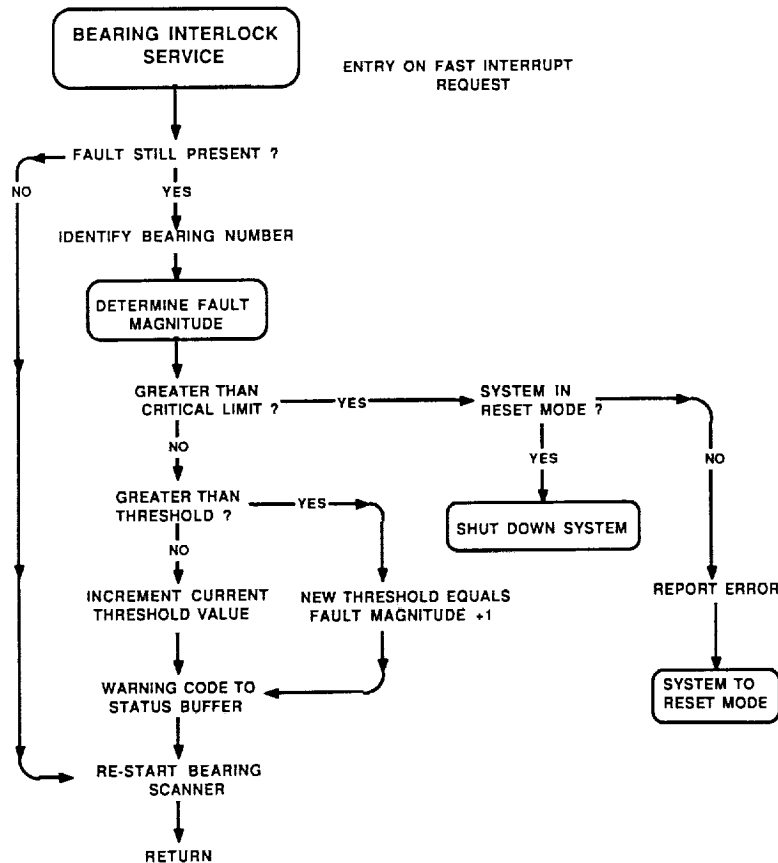 BEARING INTERLOCK
SERVICE
ENTRY ON FAST INTERRUPT
REQUEST
FAULT STILL PRESENT ?
NO
YES
IDENTIFY BEARING NUMBER
DETERMINE FAULT
MAGNITUDE
GREATER THAN
CRITICAL LIMIT ?
YES
SYSTEM IN
RESET MODE ?
NO
YES
NO
GREATER THAN
THRESHOLD ?
YES
SHUT DOWN SYSTEM
NO
INCREMENT CURRENT
THRESHOLD VALUE
NEW THRESHOLD EQUALS
FAULT MAGNITUDE +1
REPORT ERROR
WARNING CODE TO
STATUS BUFFER
SYSTEM TO
RESET MODE
RE-START BEARING
SCANNER
RETURN